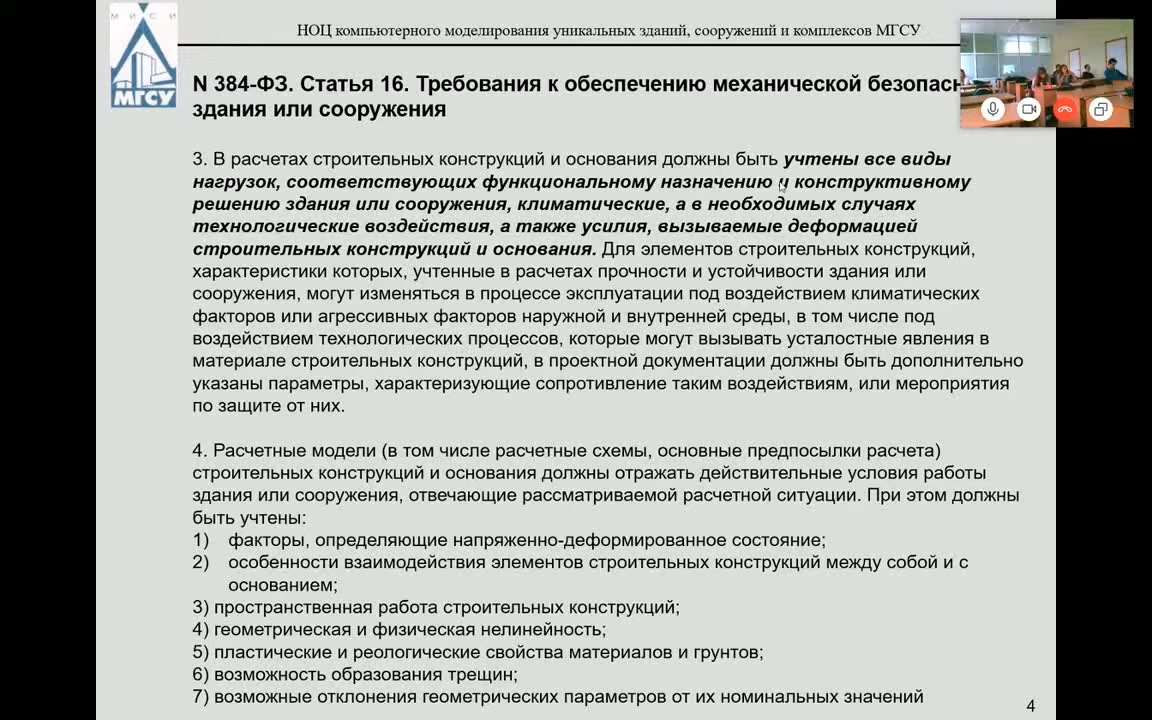 М И С И
МГСУ
НОЦ компьютерного моделирования уникальных зданий, сооружений и комплексов МГСУ
N 384-ФЗ. Статья 16. Требования к обеспечению механической
здания или сооружения
3. В расчетах строительных конструкций и основания должны быть учтены все виды
нагрузок, соответствующих функциональному назначению и конструктивному
решению здания или сооружения, климатические, а в необходимых случаях
технологические воздействия, а также усилия, вызываемые деформацией
строительных конструкций и основания. Для элементов строительных конструкций,
характеристики которых, учтенные в расчетах прочности и устойчивости здания или
сооружения, могут изменяться в процессе эксплуатации под воздействием климатических
факторов или агрессивных факторов наружной и внутренней среды, в том числе под
воздействием технологических процессов, которые могут вызывать усталостные явления в
материале строительных конструкций, в проектной документации должны быть дополнительно
указаны параметры, характеризующие сопротивление таким воздействиям, или мероприятия
по защите от них.
4. Расчетные модели (в том числе расчетные схемы, основные предпосылки расчета)
строительных конструкций и основания должны отражать действительные условия работы
здания или сооружения, отвечающие рассматриваемой расчетной ситуации. При этом должны
быть учтены:
1) факторы, определяющие напряженно-деформированное состояние;
2) особенности взаимодействия элементов строительных конструкций между собой и с
основанием;
3) пространственная работа строительных конструкций;
4) геометрическая и физическая нелинейность;
5) пластические и реологические свойства материалов и грунтов;
6) возможность образования трещин;
7) возможные отклонения геометрических параметров от их номинальных значений
4